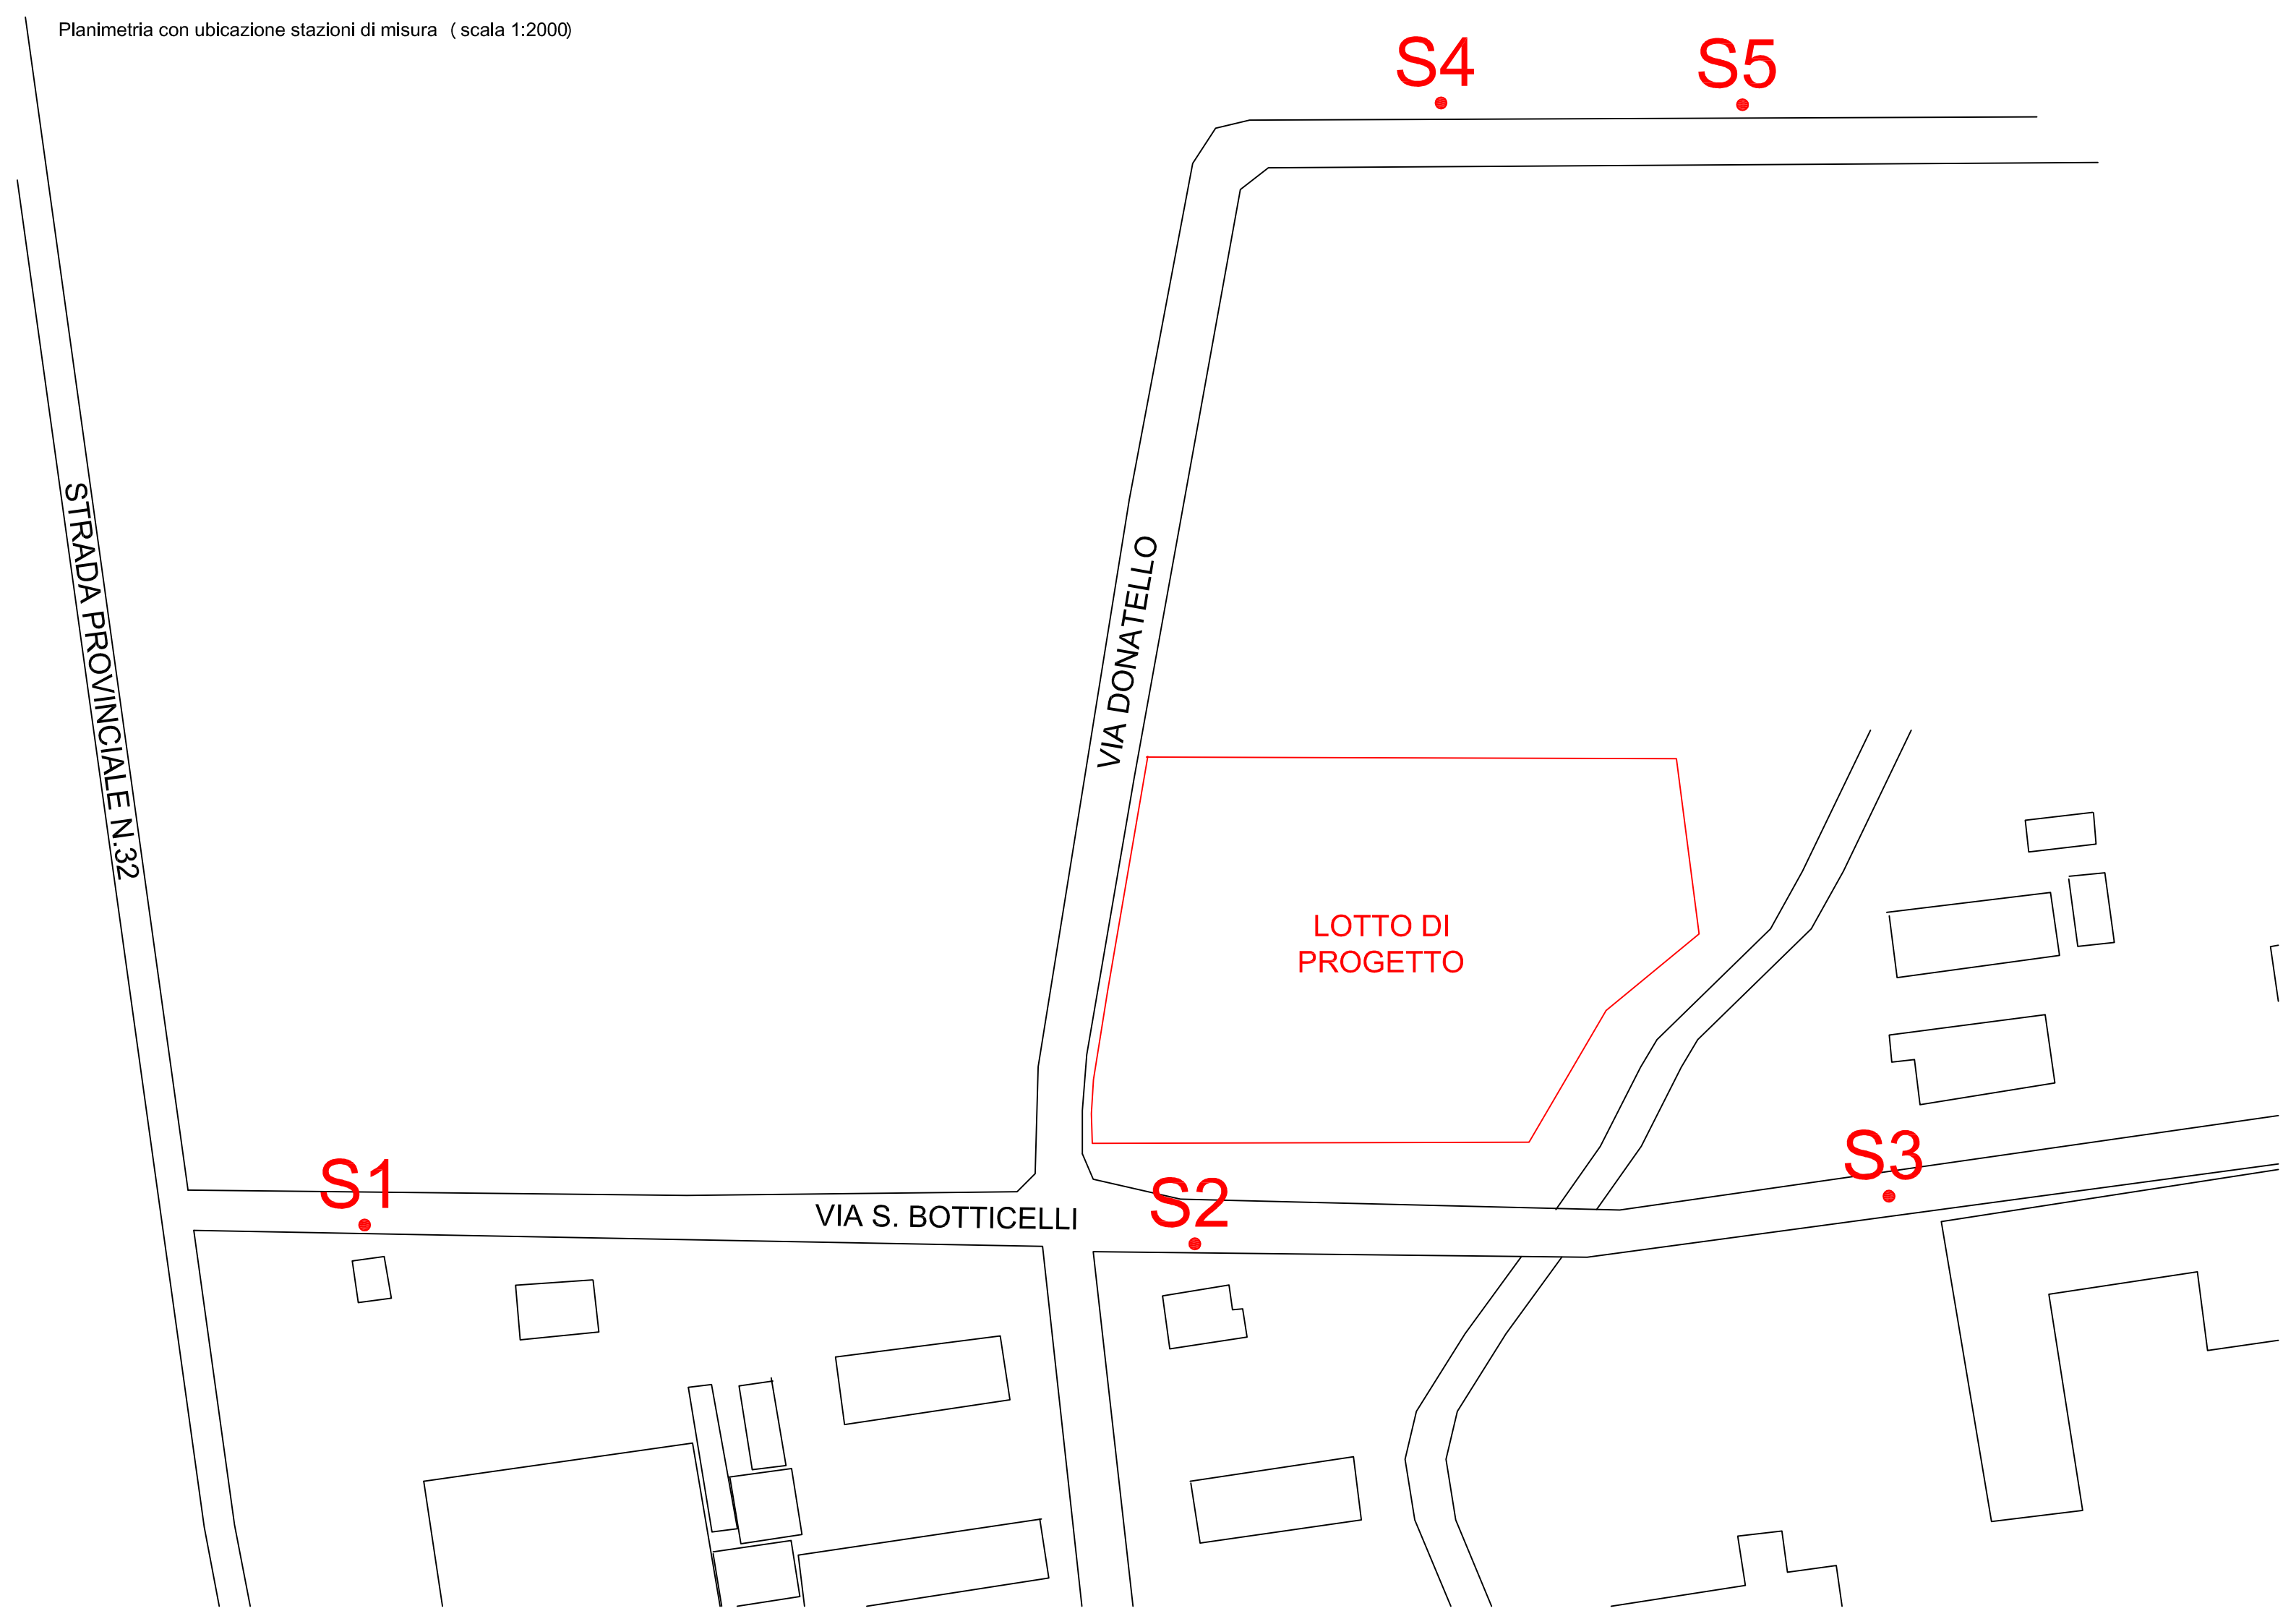 Planimetria con ubicazione stazioni di misura ( scala 1:2000)
S4
S5
STRADA PROVINCIALE N.32
VIA DONATELLO
LOTTO DI
PROGETTO
S1
VIA S. BOTTICELLI
S2
S3